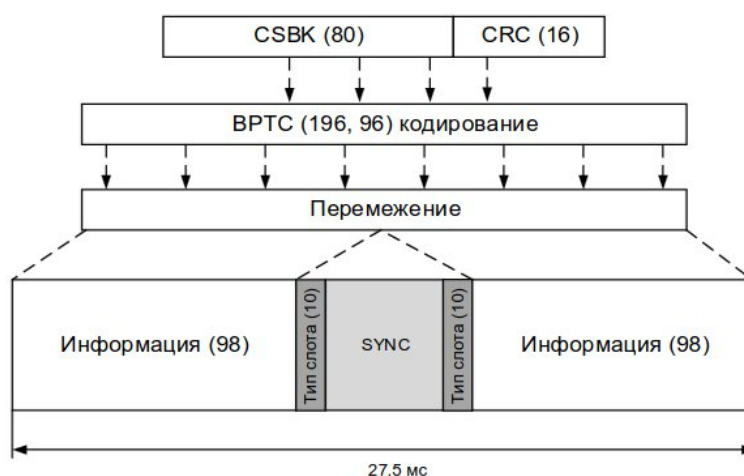 CSBK (80)
CRC (16)
BPTC (196, 96) кодирование
Перемежение
Информация (98)
Тип слота (10)
SYNC
Тип слота (10)
Информация (98)
27.5 мс